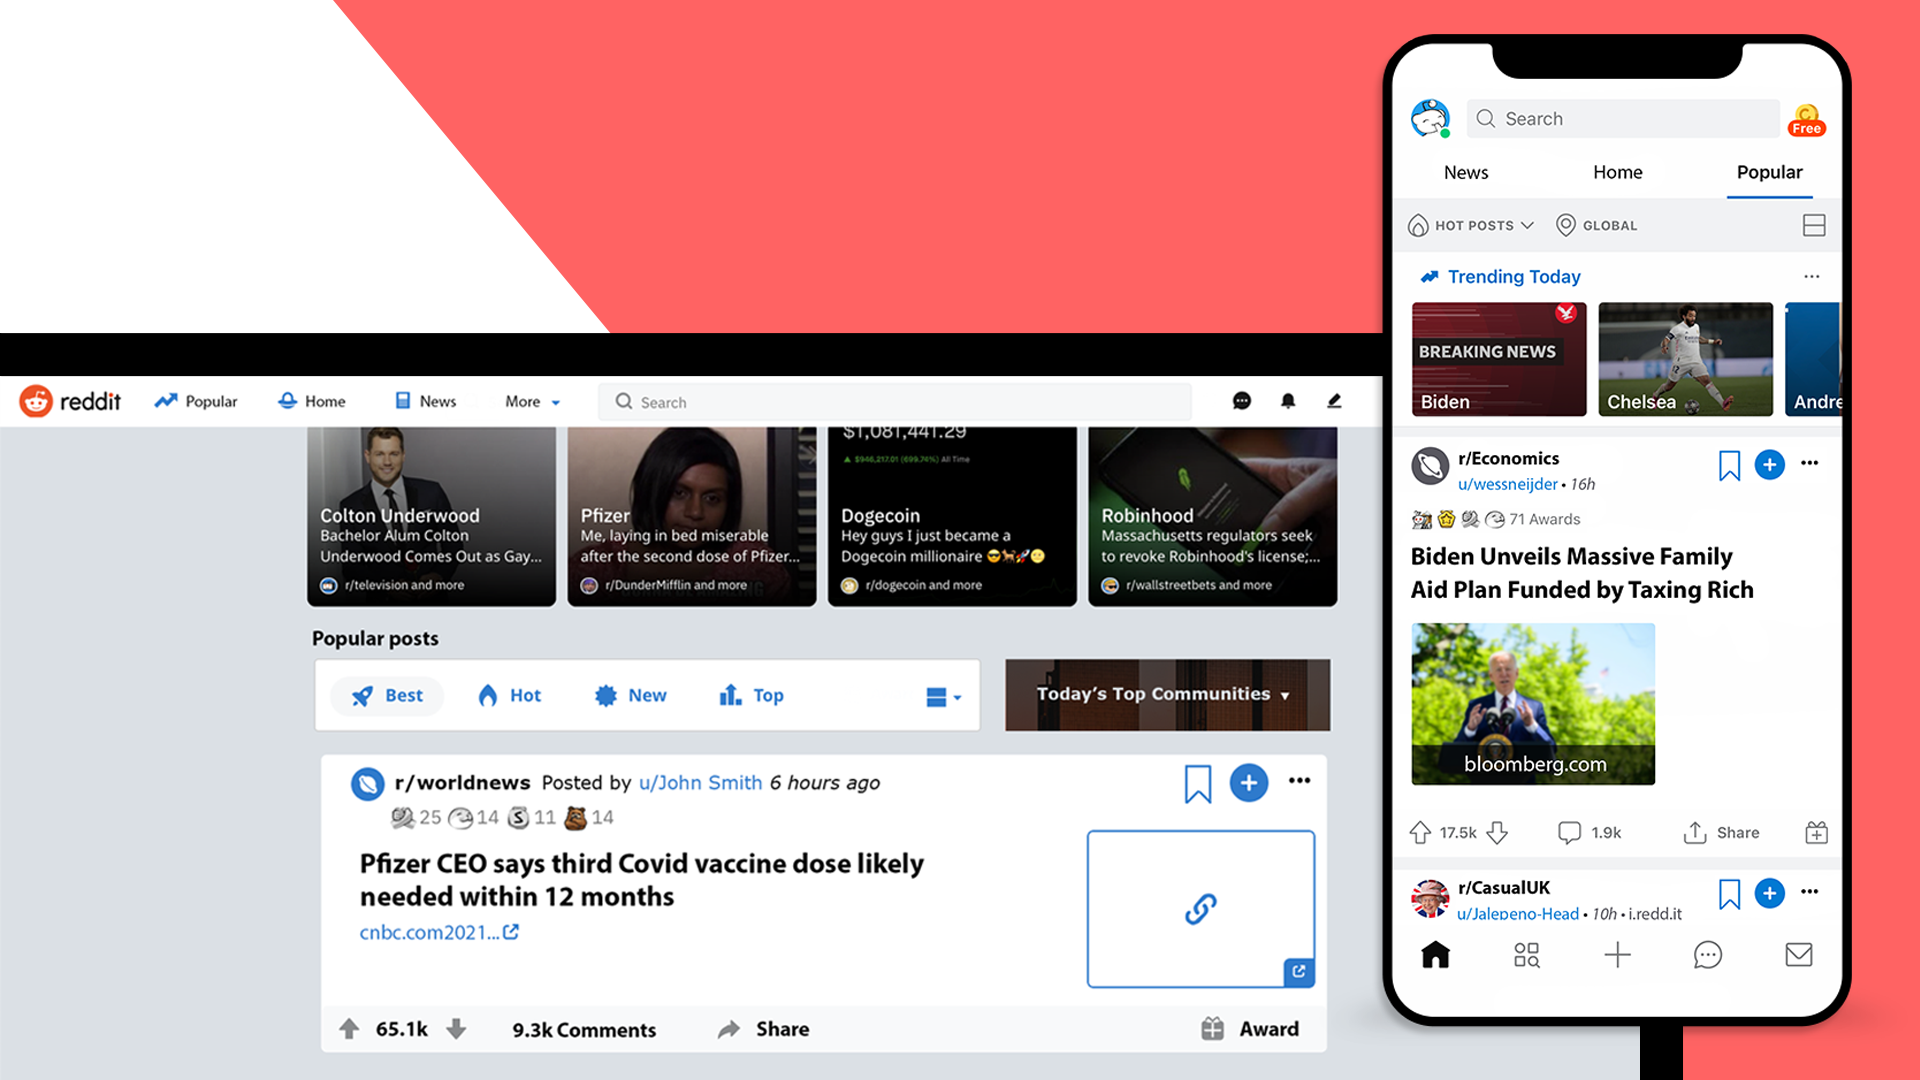 reddit
Popular
Home
News
More
Search
$1,081,441.29
$946,217.01 (699.74%) All Time
Colton Underwood
Bachelor Alum Colton
Underwood Comes Out as Gay...
r/television and more
Pfizer
Me, laying in bed miserable
after the second dose of Pfizer...
r/DunderMifflin and more
Dogecoin
Hey guys I just became a
Dogecoin millionaire 😎🐕🚀🌝
r/dogecoin and more
Robinhood
Massachusetts regulators seek
to revoke Robinhood's license;...
r/wallstreetbets and more
Popular posts
Best
Hot
New
Top
Today's Top Communities ▼
r/worldnews Posted by u/John Smith 6 hours ago
25 14 S 11 14
Pfizer CEO says third Covid vaccine dose likely
needed within 12 months
cnbc.com2021...
65.1k
9.3k Comments
Share
Award
Search
Free
News
Home
Popular
HOT POSTS
GLOBAL
Trending Today
BREAKING NEWS
Biden
Chelsea
Andre
r/Economics
u/wessneijder • 16h
71 Awards
Biden Unveils Massive Family
Aid Plan Funded by Taxing Rich
bloomberg.com
17.5k
1.9k
Share
r/CasualUK
u/Jalepeno-Head • 10h • i.redd.it